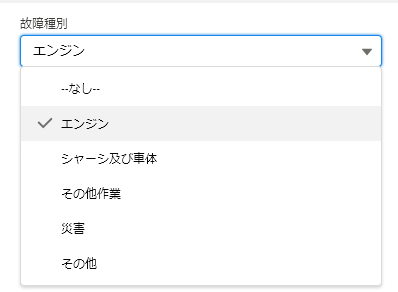 故障種別
エンジン
--なし--
エンジン
シャーシ及び車体
その他作業
災害
その他